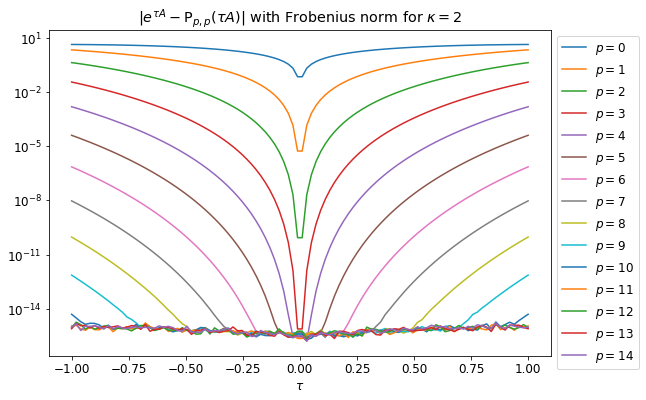 |e^{τA} − P_{p,p}(τA)| with Frobenius norm for κ = 2
10¹
10⁻²
10⁻⁵
10⁻⁸
10⁻¹¹
10⁻¹⁴
−1.00 −0.75 −0.50 −0.25 0.00 0.25 0.50 0.75 1.00
τ
p = 0
p = 1
p = 2
p = 3
p = 4
p = 5
p = 6
p = 7
p = 8
p = 9
p = 10
p = 11
p = 12
p = 13
p = 14